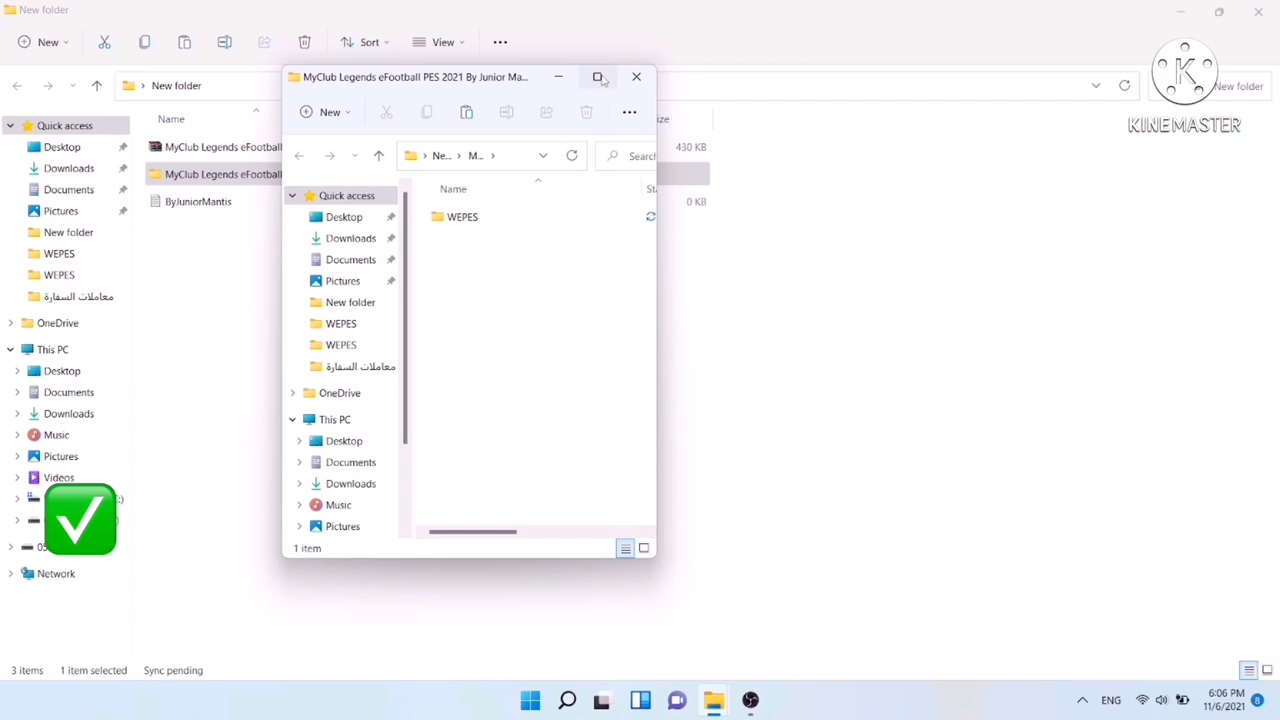 New folder
New
Sort
View
New folder
New folder
KINEMASTER
Name
ze
Quick access
Desktop
Downloads
Documents
Pictures
New folder
WEPES
WEPES
معاملات السفارة
OneDrive
This PC
Desktop
Documents
Downloads
Music
Pictures
Videos
Network
MyClub Legends eFootball
430 KB
MyClub Legends eFootball
ByJuniorMantis
0 KB
MyClub Legends eFootball PES 2021 By Junior Ma...
New
Ne...
M...
Search
Quick access
Desktop
Downloads
Documents
Pictures
New folder
WEPES
WEPES
معاملات السفارة
OneDrive
This PC
Desktop
Documents
Downloads
Music
Pictures
Name
St
WEPES
1 item
3 items
1 item selected
Sync pending
ENG
6:06 PM
11/6/2021
8